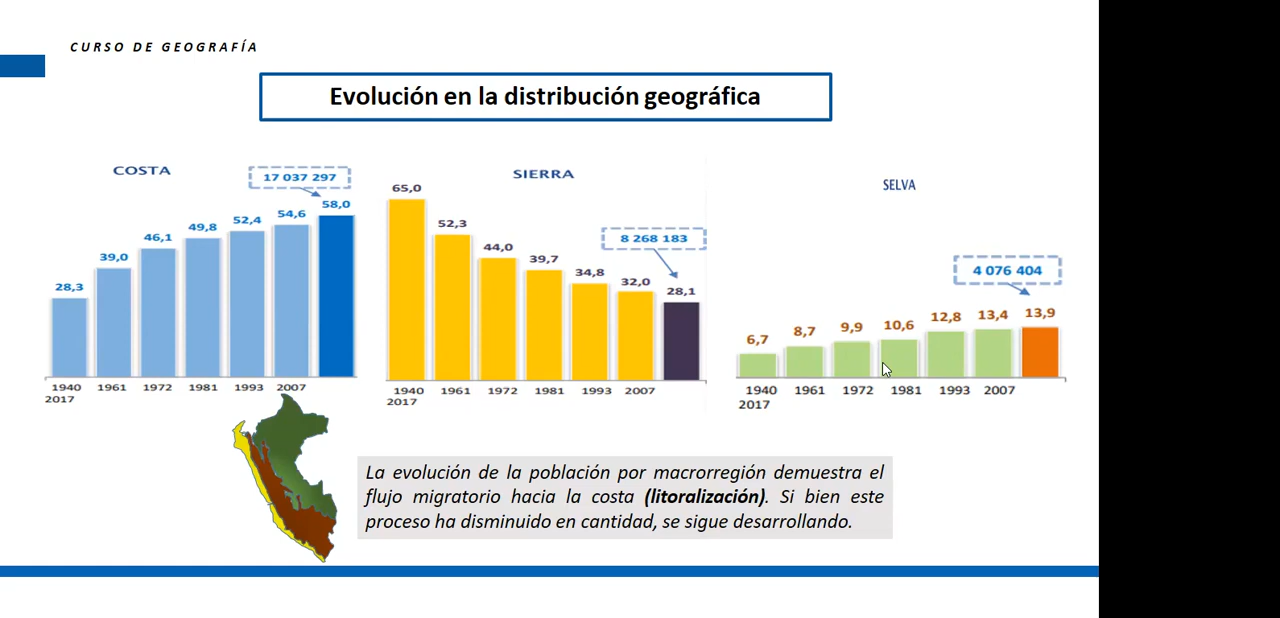 CURSO DE GEOGRAFÍA
Evolución en la distribución geográfica
COSTA
17 037 297
28,3
39,0
46,1
49,8
52,4
54,6
58,0
1940 1961 1972 1981 1993 2007
2017
SIERRA
8 268 183
65,0
52,3
44,0
39,7
34,8
32,0
28,1
1940 1961 1972 1981 1993 2007
2017
SELVA
4 076 404
6,7
8,7
9,9
10,6
12,8
13,4
13,9
1940 1961 1972 1981 1993 2007
2017
La evolución de la población por macrorregión demuestra el
flujo migratorio hacia la costa (litoralización). Si bien este
proceso ha disminuido en cantidad, se sigue desarrollando.